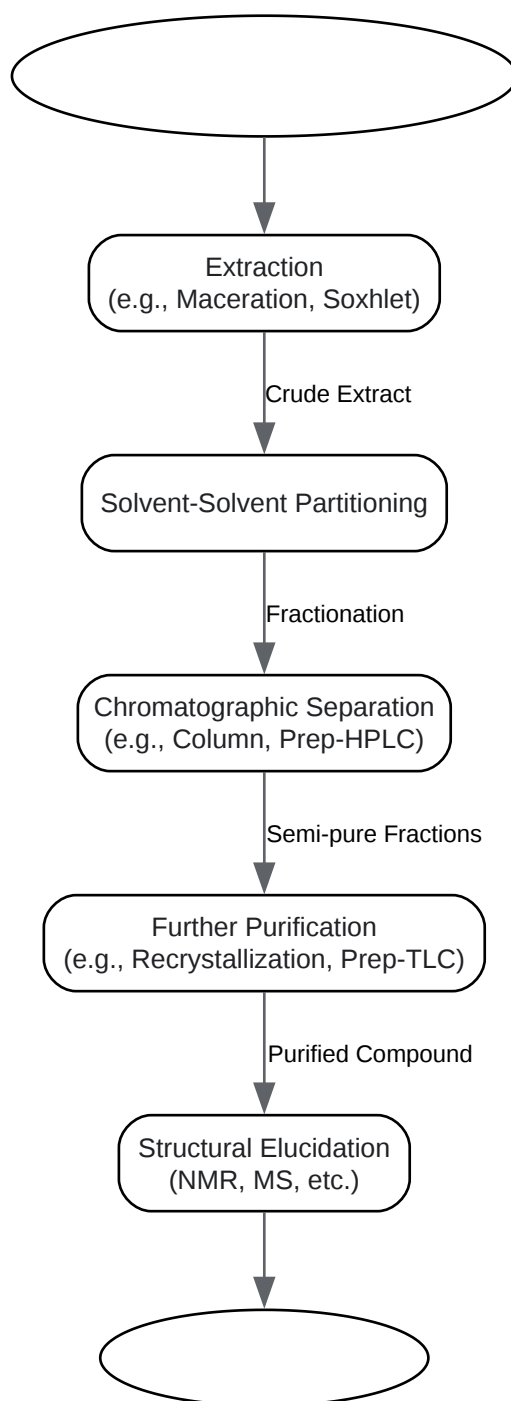 Extraction
(e.g., Maceration, Soxhlet)
Crude Extract
Solvent-Solvent Partitioning
Fractionation
Chromatographic Separation
(e.g., Column, Prep-HPLC)
Semi-pure Fractions
Further Purification
(e.g., Recrystallization, Prep-TLC)
Purified Compound
Structural Elucidation
(NMR, MS, etc.)